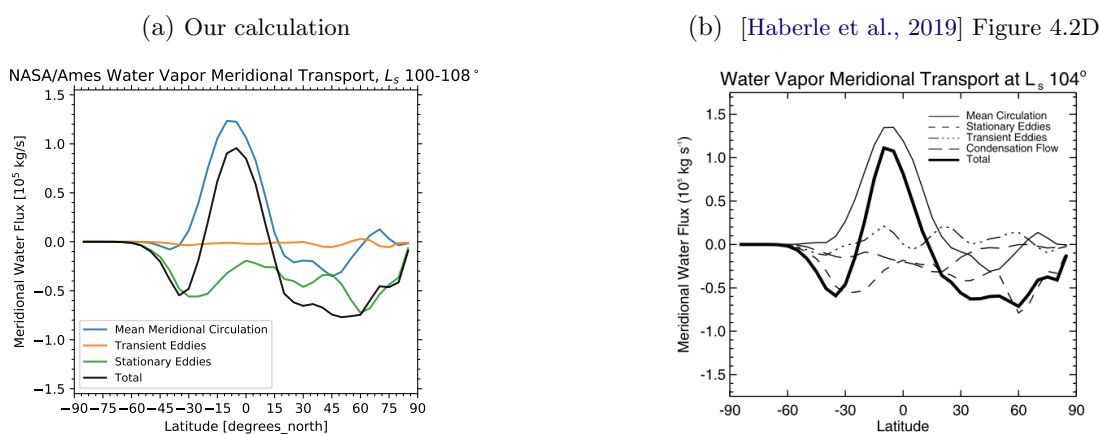 (a) Our calculation
NASA/Ames Water Vapor Meridional Transport, Ls 100-108°
1.5
1.0
0.5
0.0
−0.5
−1.0
−1.5
Meridional Water Flux [10⁵ kg/s]
Mean Meridional Circulation
Transient Eddies
Stationary Eddies
Total
−90−75−60−45−30−15 0 15 30 45 60 75 90
Latitude [degrees_north]
(b) [Haberle et al., 2019] Figure 4.2D
Water Vapor Meridional Transport at Ls 104°
1.5
1.0
0.5
0.0
-0.5
-1.0
-1.5
Meridional Water Flux (10⁵ kg s⁻¹)
Mean Circulation
Stationary Eddies
Transient Eddies
Condensation Flow
Total
-90 -60 -30 0 30 60 90
Latitude